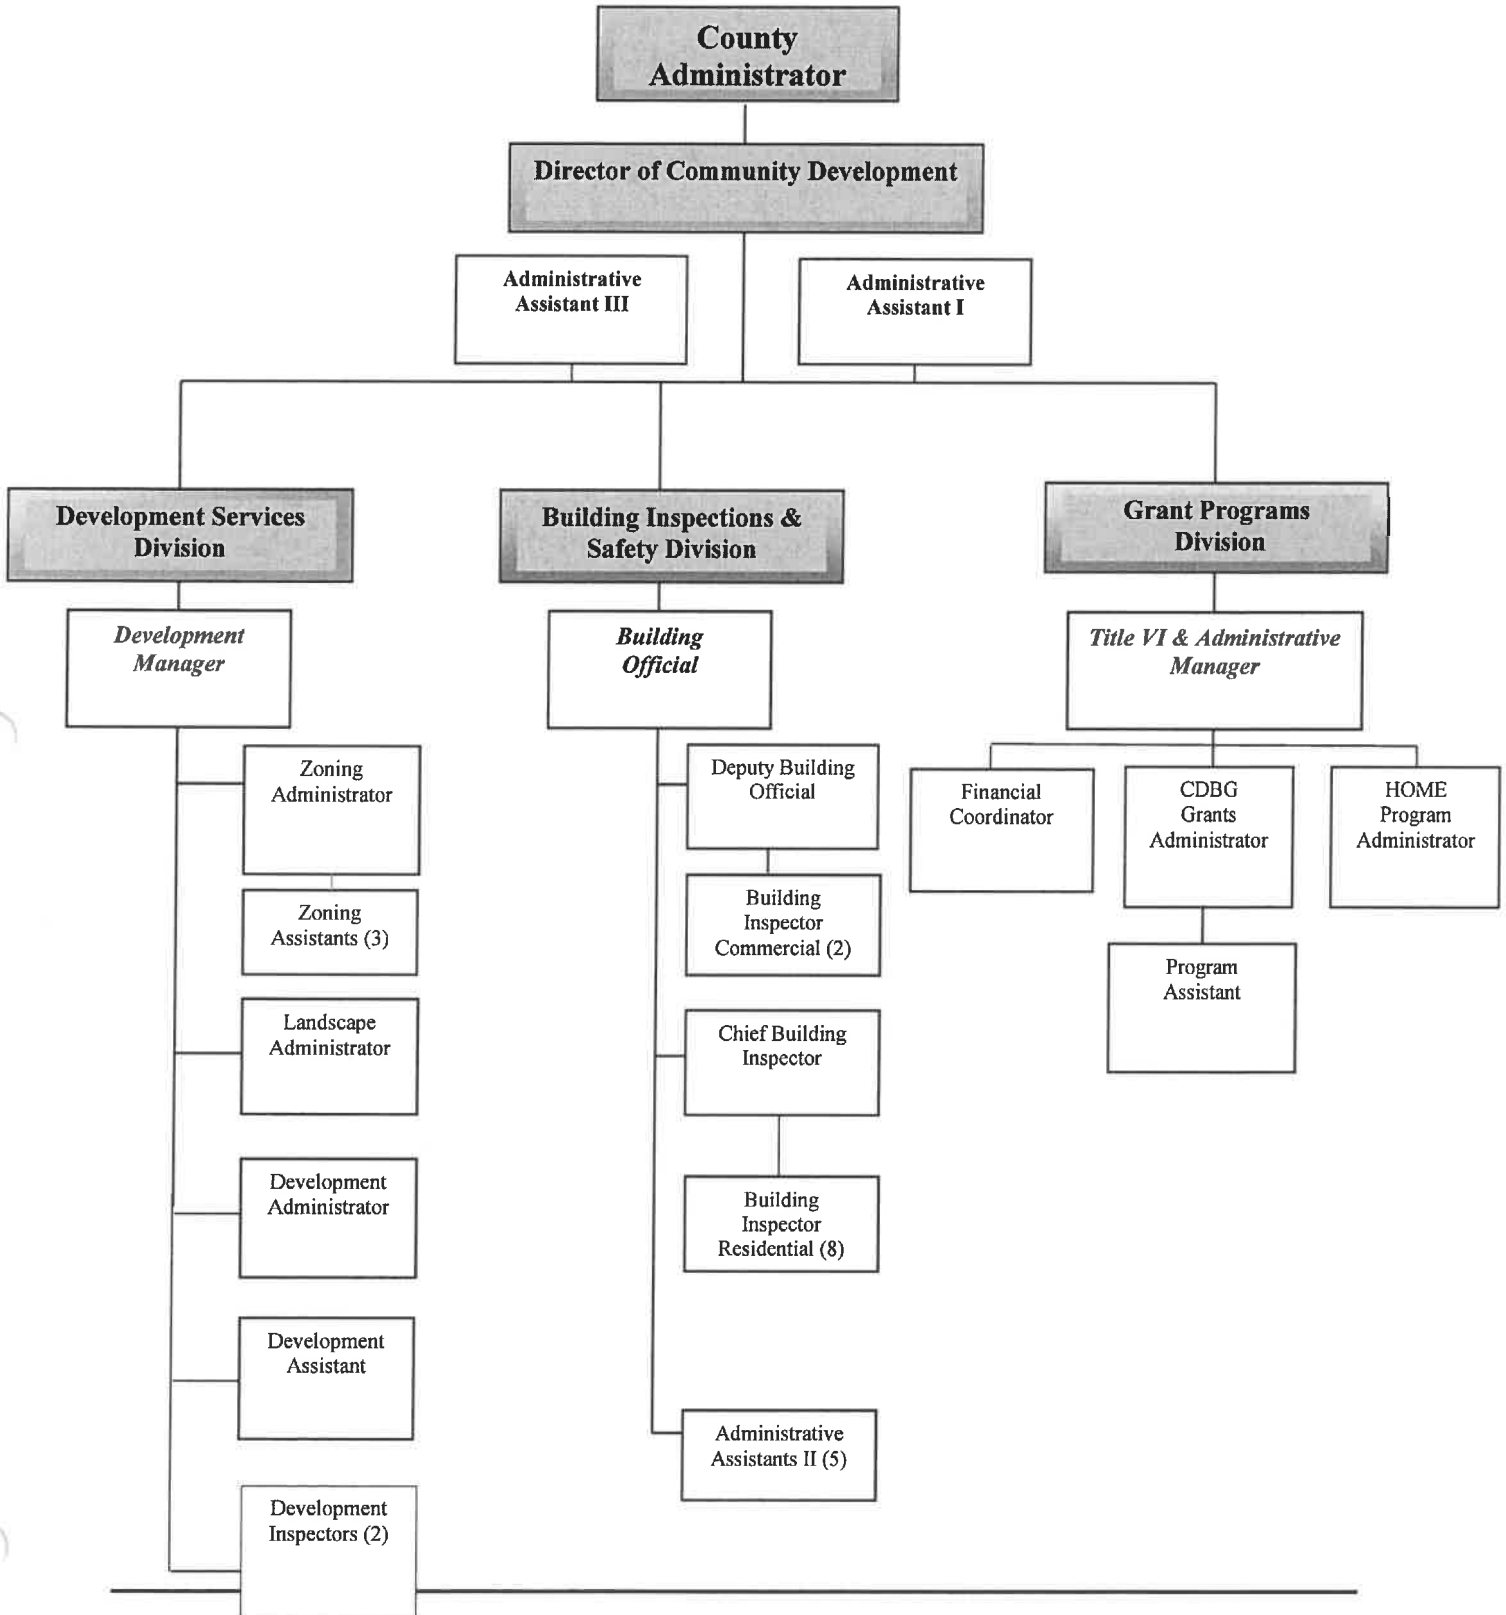 County
Administrator
Director of Community Development
Administrative
Assistant III
Administrative
Assistant I
Development Services
Division
Building Inspections &
Safety Division
Grant Programs
Division
Development
Manager
Building
Official
Title VI & Administrative
Manager
Zoning
Administrator
Zoning
Assistants (3)
Landscape
Administrator
Development
Administrator
Development
Assistant
Development
Inspectors (2)
Deputy Building
Official
Building
Inspector
Commercial (2)
Chief Building
Inspector
Building
Inspector
Residential (8)
Administrative
Assistants II (5)
Financial
Coordinator
CDBG
Grants
Administrator
HOME
Program
Administrator
Program
Assistant